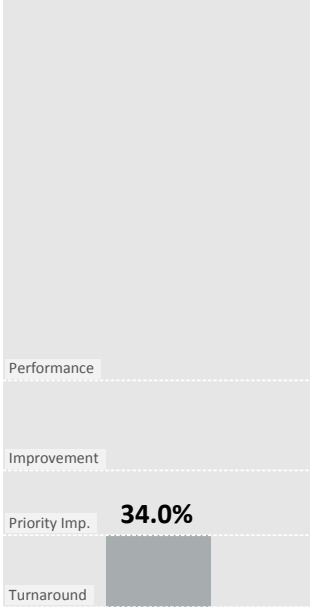 Performance
Improvement
34.0%
Priority Imp.
Turnaround